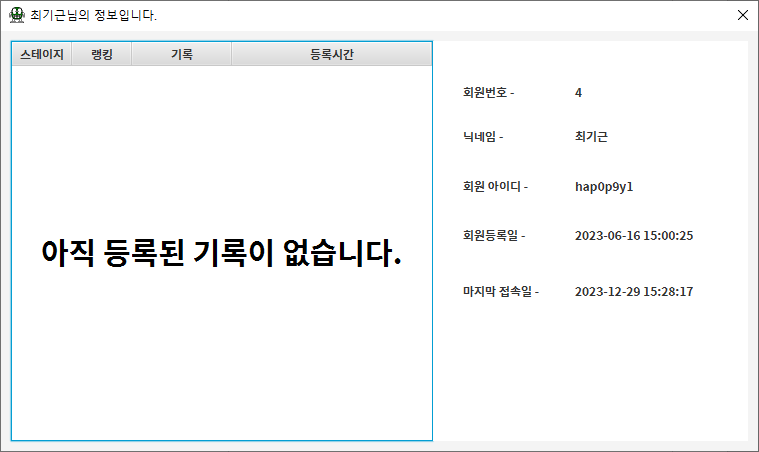 최기근님의 정보입니다.
스테이지 랭킹 기록 등록시간
아직 등록된 기록이 없습니다.
회원번호 - 4
닉네임 - 최기근
회원 아이디 - hap0p9y1
회원등록일 - 2023-06-16 15:00:25
마지막 접속일 - 2023-12-29 15:28:17